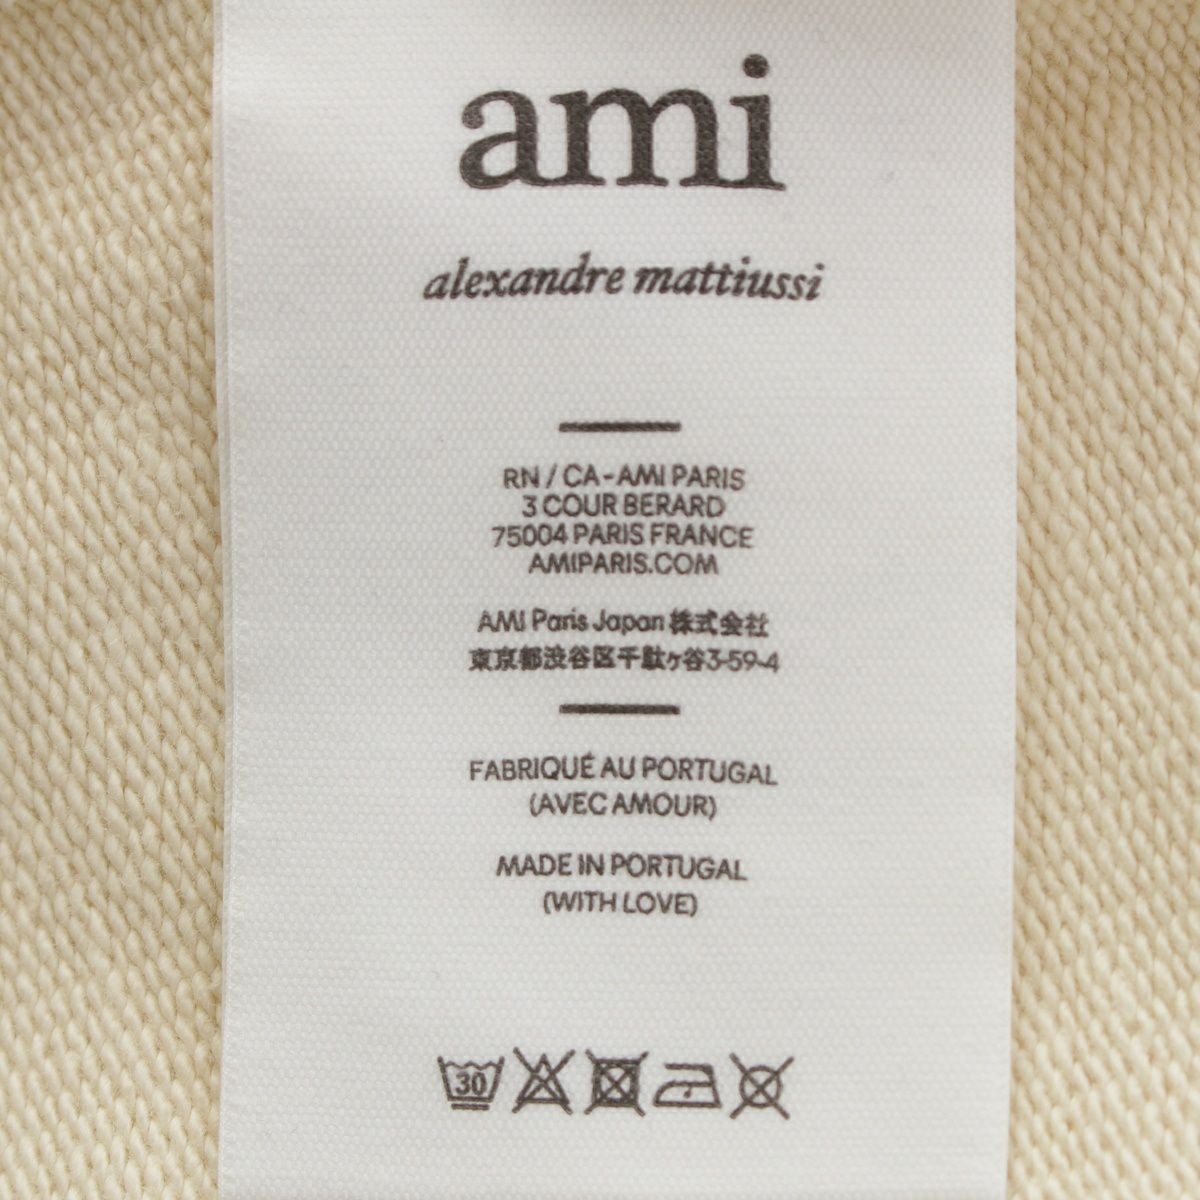 ami
alexandre mattiussi
RN / CA-AMI PARIS
3 COUR BERARD
75004 PARIS FRANCE
AMIPARIS.COM
AMI Paris Japan 株式会社
東京都渋谷区千駄ヶ谷3-59-4
FABRIQUÉ AU PORTUGAL
(AVEC AMOUR)
MADE IN PORTUGAL
(WITH LOVE)
30